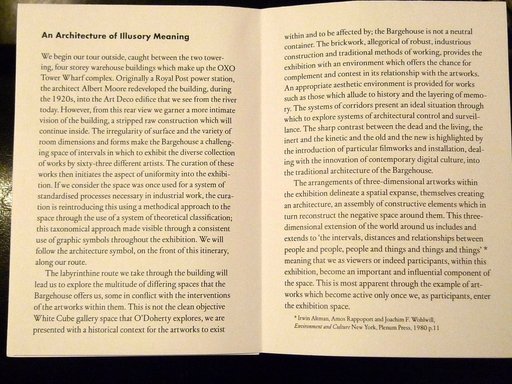 An Architecture of Illusory Meaning
We begin our tour outside, caught between the two tower-
ing, four storey warehouse buildings which make up the OXO
Tower Wharf complex. Originally a Royal Post power station,
the architect Albert Moore redeveloped the building, during
the 1920s, into the Art Deco edifice that we see from the river
today. However, from this rear view we garner a more intimate
vision of the building, a stripped raw construction which will
continue inside. The irregularity of surface and the variety of
room dimensions and forms make the Bargehouse a challeng-
ing space of intervals in which to exhibit the diverse collection
of works by sixty-three different artists. The curation of these
works then initiates the aspect of uniformity into the exhibi-
tion. If we consider the space was once used for a system of
standardised processes necessary in industrial work, the cura-
tion is reintroducing this using a methodical approach to the
space through the use of a system of theoretical classification;
this taxonomical approach made visible through a consistent
use of graphic symbols throughout the exhibition. We will
follow the architecture symbol, on the front of this itinerary,
along our route.
The labyrinthine route we take through the building will
lead us to explore the multitude of differing spaces that the
Bargehouse offers us, some in conflict with the interventions
of the artworks within them. This is not the clean objective
White Cube gallery space that O'Doherty explores, we are
presented with a historical context for the artworks to exist
within and to be affected by; the Bargehouse is not a neutral
container. The brickwork, allegorical of robust, industrious
construction and traditional methods of working, provides the
exhibition with an environment which offers the chance for
complement and contest in its relationship with the artworks.
An appropriate aesthetic environment is provided for works
such as those which allude to history and the layering of memo-
ry. The systems of corridors present an ideal situation through
which to explore systems of architectural control and surveil-
lance. The sharp contrast between the dead and the living, the
inert and the kinetic and the old and the new is highlighted by
the introduction of particular filmworks and installation, deal-
ing with the innovation of contemporary digital culture, into
the traditional architecture of the Bargehouse.
The arrangements of three-dimensional artworks within
the exhibition delineate a spatial expanse, themselves creating
an architecture, an assembly of constructive elements which in
turn reconstruct the negative space around them. This three-
dimensional extension of the world around us includes and
extends to 'the intervals, distances and relationships between
people and people, people and things and things and things' *
meaning that we as viewers or indeed participants, within this
exhibition, become an important and influential component of
the space. This is most apparent through the example of art-
works which become active only once we, as participants, enter
the exhibition space.
* Irwin Altman, Amos Rappoport and Joachim F. Wohlwill,
Environment and Culture New York, Plenum Press, 1980 p.11